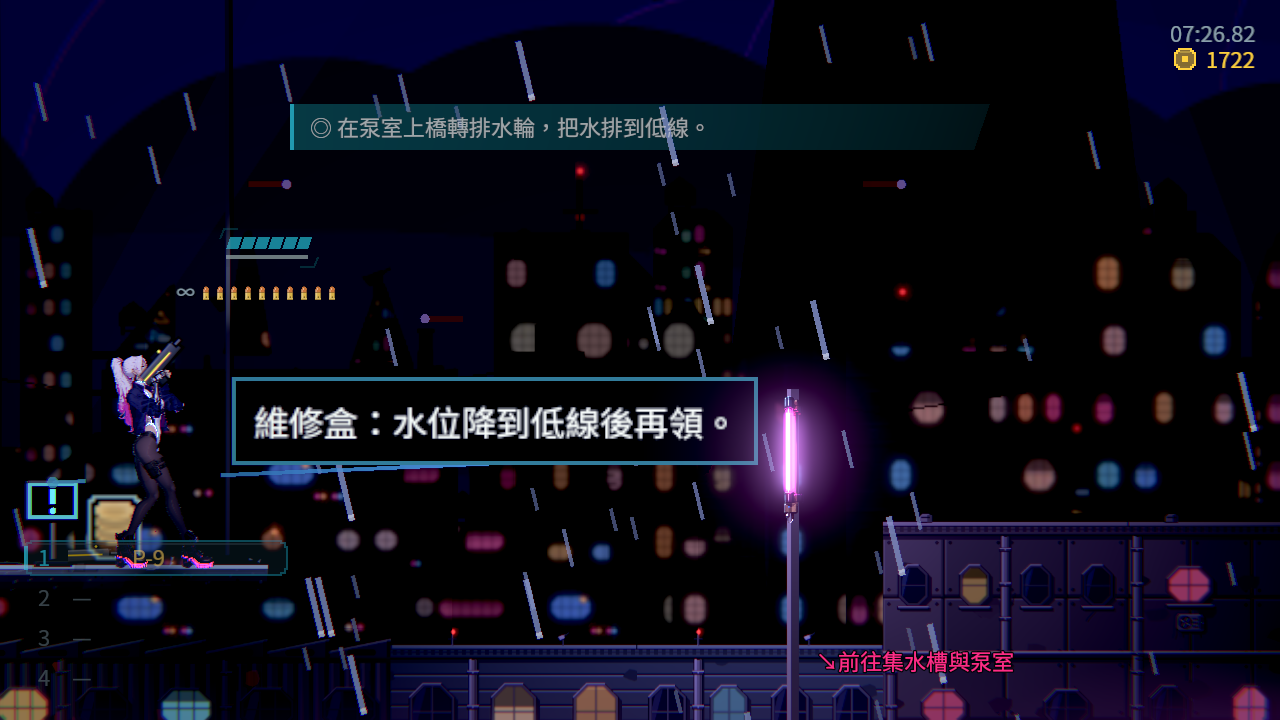 07:26.82
1722
◎ 在泵室上橋轉排水輪，把水排到低線。
∞
維修盒：水位降到低線後再領。
!
1 P-9
2 —
3 —
4 —
↘前往集水槽與泵室